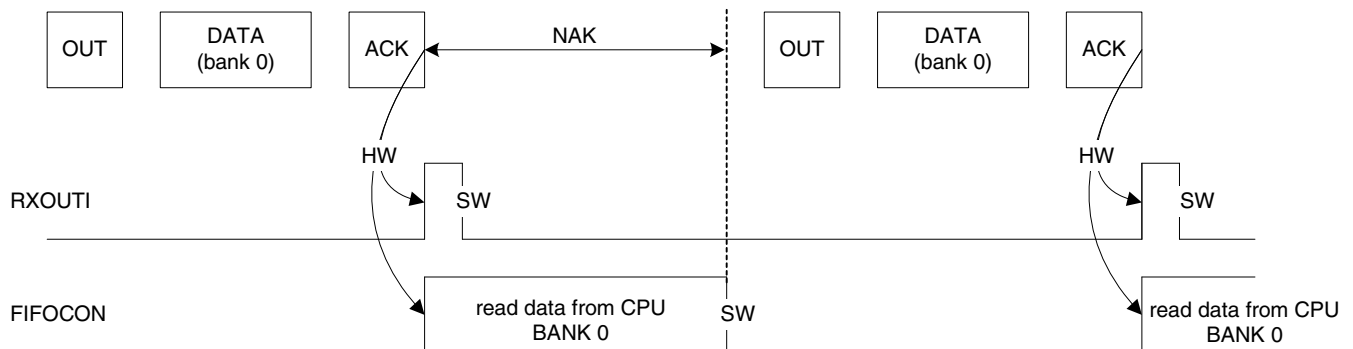 NAK
OUT
DATA
(bank 0)
ACK
OUT
DATA
(bank 0)
ACK
HW
HW
RXOUTI
SW
SW
FIFOCON
read data from CPU
BANK 0
SW
read data from CPU
BANK 0